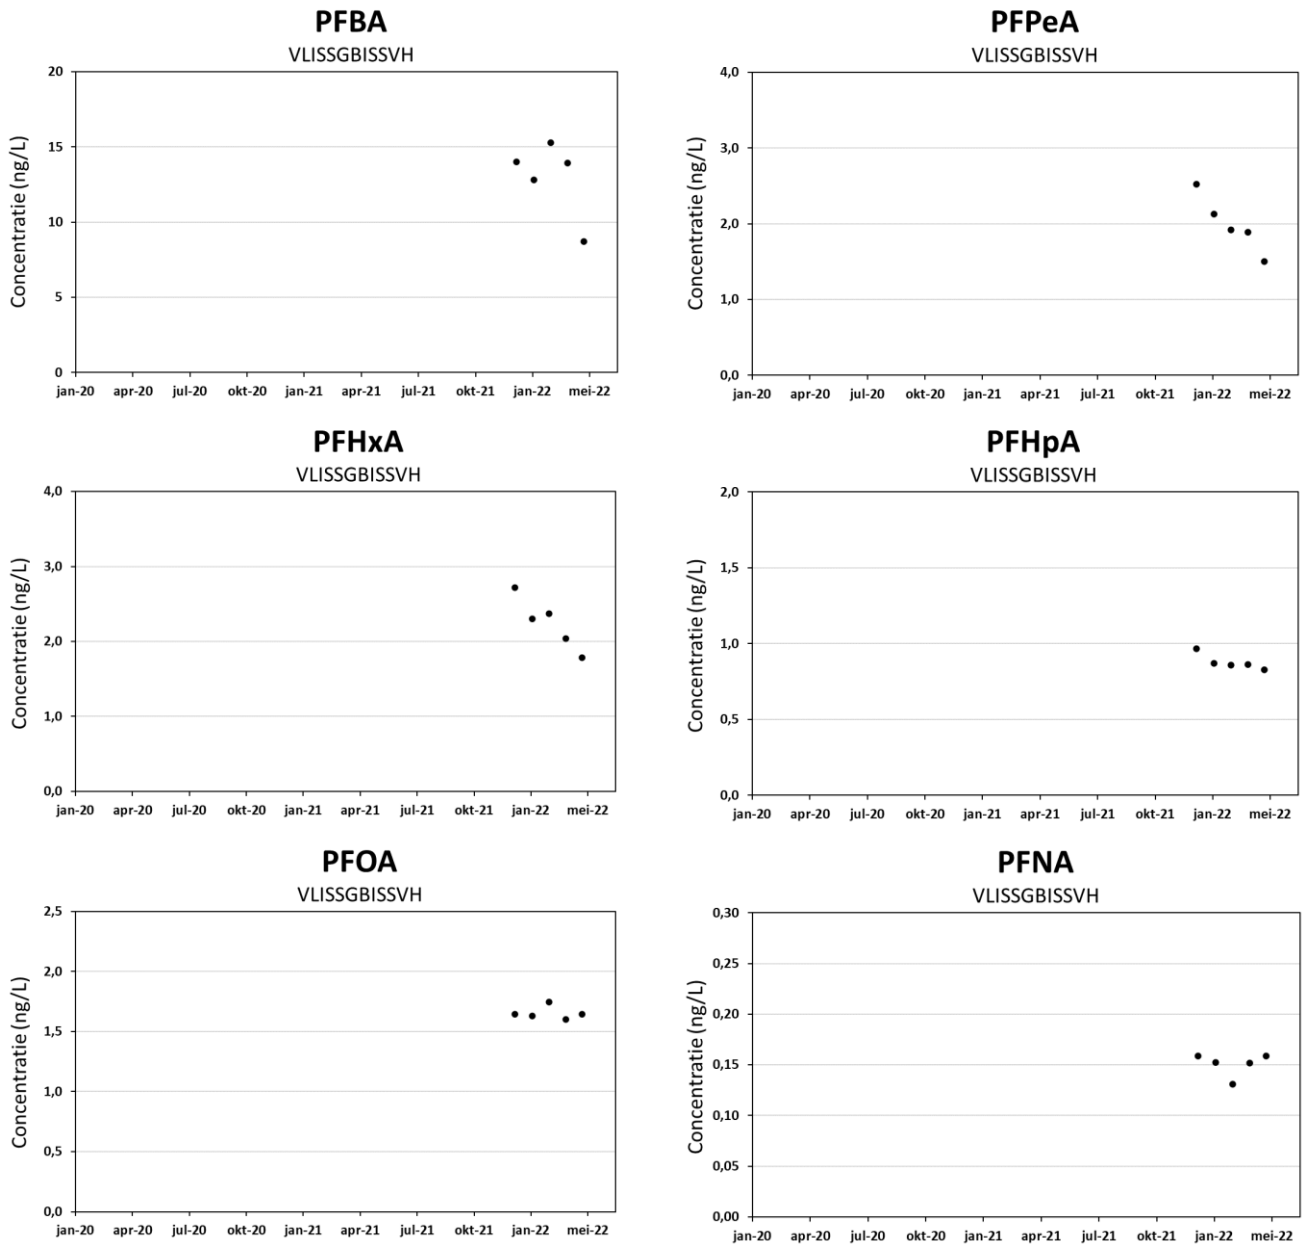 PFBA
VLISSGBISSVH
Concentratie (ng/L)
20
15
10
5
0
jan-20 apr-20 jul-20 okt-20 jan-21 apr-21 jul-21 okt-21 jan-22 mei-22
PFPeA
VLISSGBISSVH
Concentratie (ng/L)
4,0
3,0
2,0
1,0
0,0
jan-20 apr-20 jul-20 okt-20 jan-21 apr-21 jul-21 okt-21 jan-22 mei-22
PFHxA
VLISSGBISSVH
Concentratie (ng/L)
4,0
3,0
2,0
1,0
0,0
jan-20 apr-20 jul-20 okt-20 jan-21 apr-21 jul-21 okt-21 jan-22 mei-22
PFHpA
VLISSGBISSVH
Concentratie (ng/L)
2,0
1,5
1,0
0,5
0,0
jan-20 apr-20 jul-20 okt-20 jan-21 apr-21 jul-21 okt-21 jan-22 mei-22
PFOA
VLISSGBISSVH
Concentratie (ng/L)
2,5
2,0
1,5
1,0
0,5
0,0
jan-20 apr-20 jul-20 okt-20 jan-21 apr-21 jul-21 okt-21 jan-22 mei-22
PFNA
VLISSGBISSVH
Concentratie (ng/L)
0,30
0,25
0,20
0,15
0,10
0,05
0,00
jan-20 apr-20 jul-20 okt-20 jan-21 apr-21 jul-21 okt-21 jan-22 mei-22